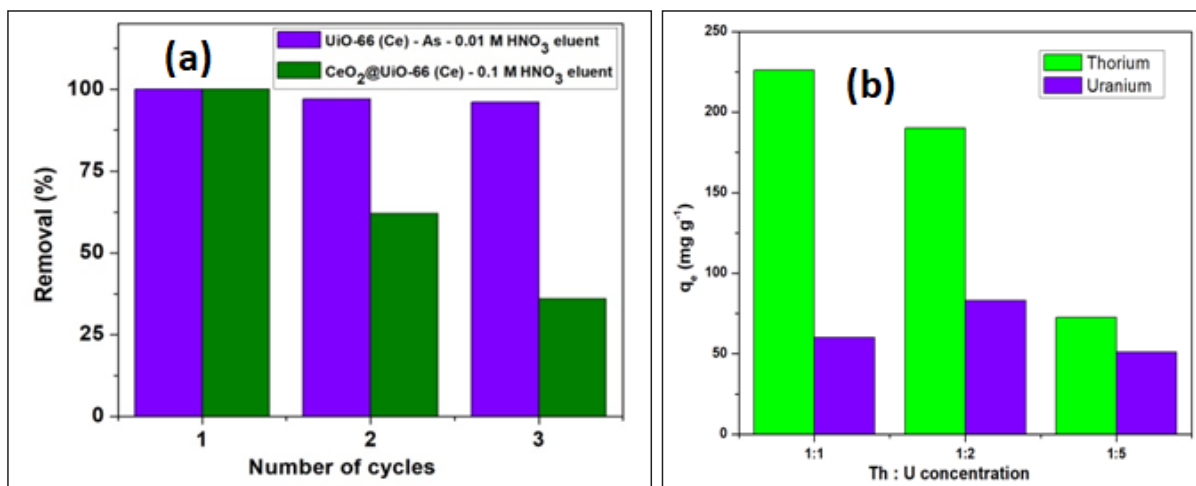 (a)
UiO-66 (Ce) - As - 0.01 M HNO3 eluent
CeO2@UiO-66 (Ce) - 0.1 M HNO3 eluent
Removal (%)
100
75
50
25
0
1 2 3
Number of cycles
(b)
Thorium
Uranium
qe (mg g-1)
250
200
150
100
50
0
1:1 1:2 1:5
Th : U concentration